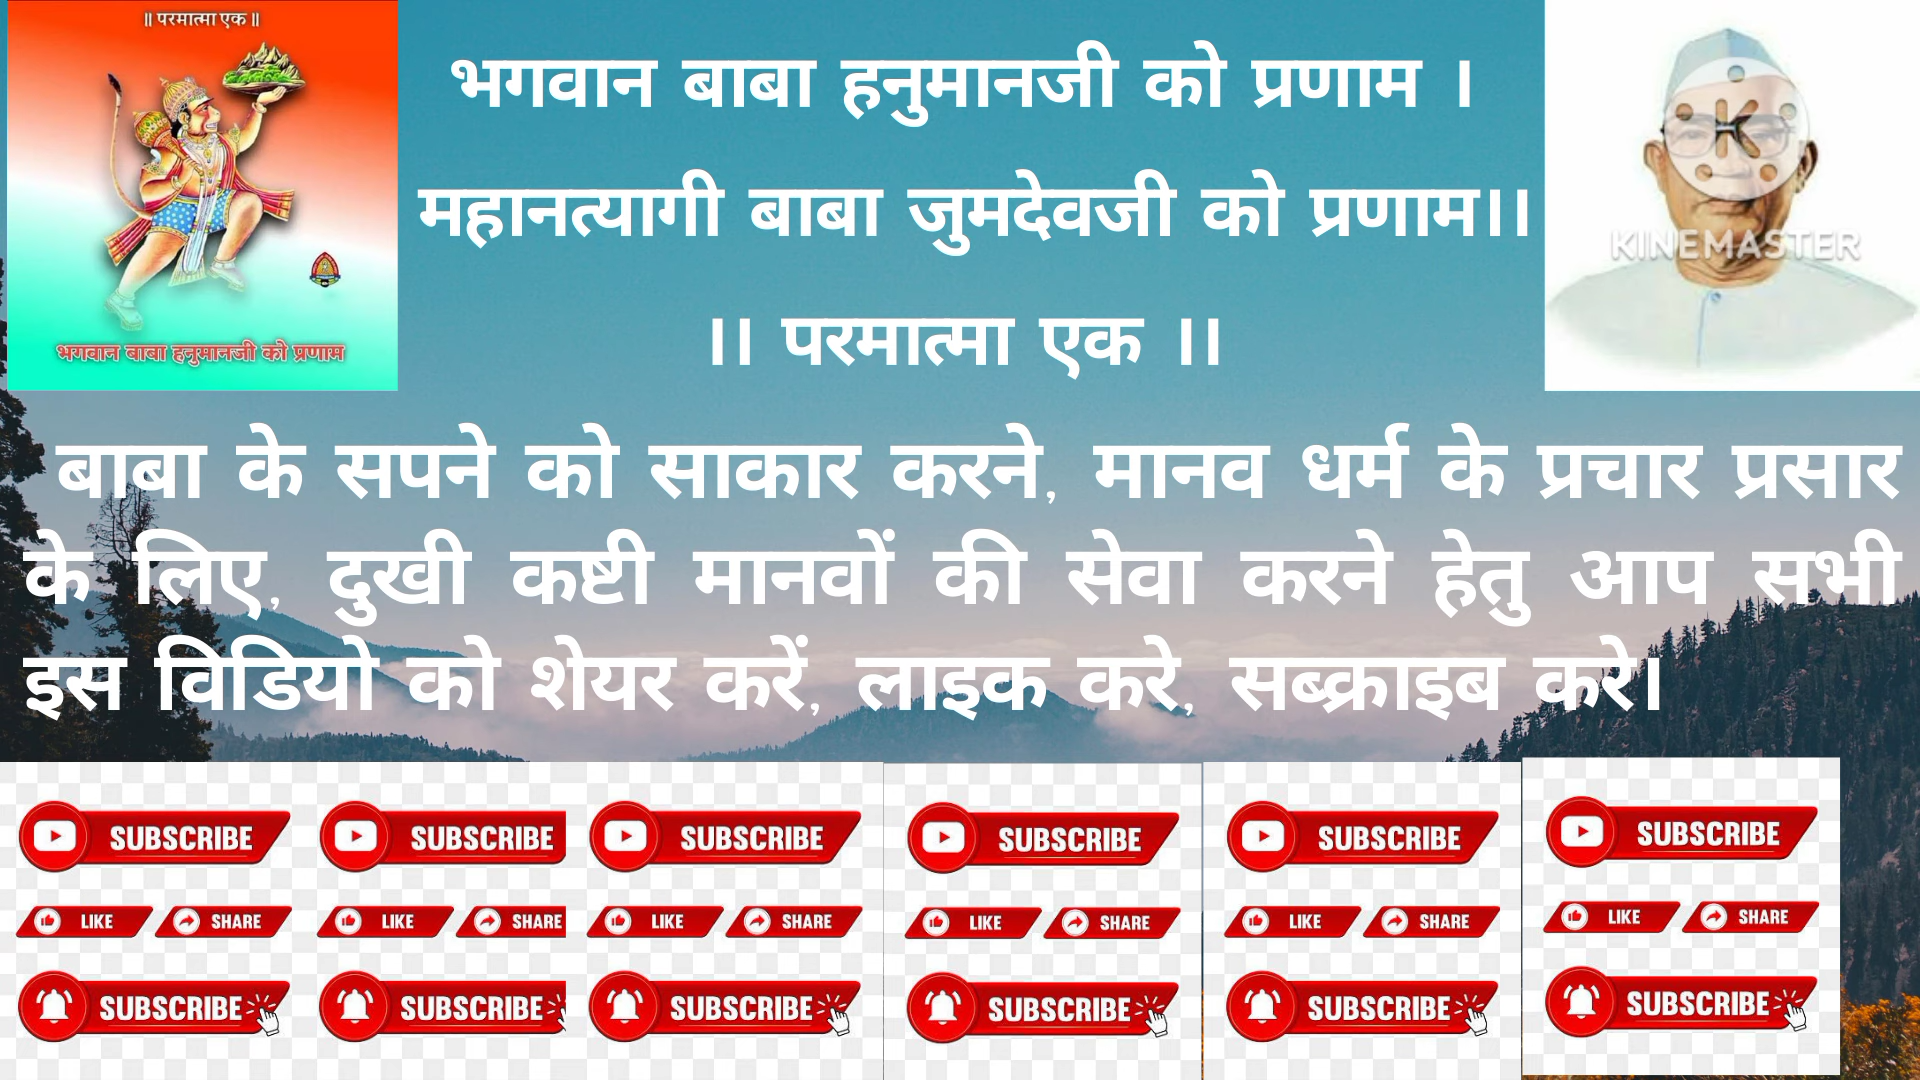 ॥ परमात्मा एक ॥
भगवान बाबा हनुमानजी को प्रणाम
भगवान बाबा हनुमानजी को प्रणाम ।
महानत्यागी बाबा जुमदेवजी को प्रणाम।।
।। परमात्मा एक ।।
KINEMASTER
बाबा के सपने को साकार करने, मानव धर्म के प्रचार प्रसार
के लिए, दुखी कष्टी मानवों की सेवा करने हेतु आप सभी
इस विडियो को शेयर करें, लाइक करे, सब्क्राइब करे।
SUBSCRIBE SUBSCRIBE SUBSCRIBE SUBSCRIBE SUBSCRIBE SUBSCRIBE
LIKE SHARE LIKE SHARE LIKE SHARE LIKE SHARE LIKE SHARE LIKE SHARE
SUBSCRIBE SUBSCRIBE SUBSCRIBE SUBSCRIBE SUBSCRIBE SUBSCRIBE